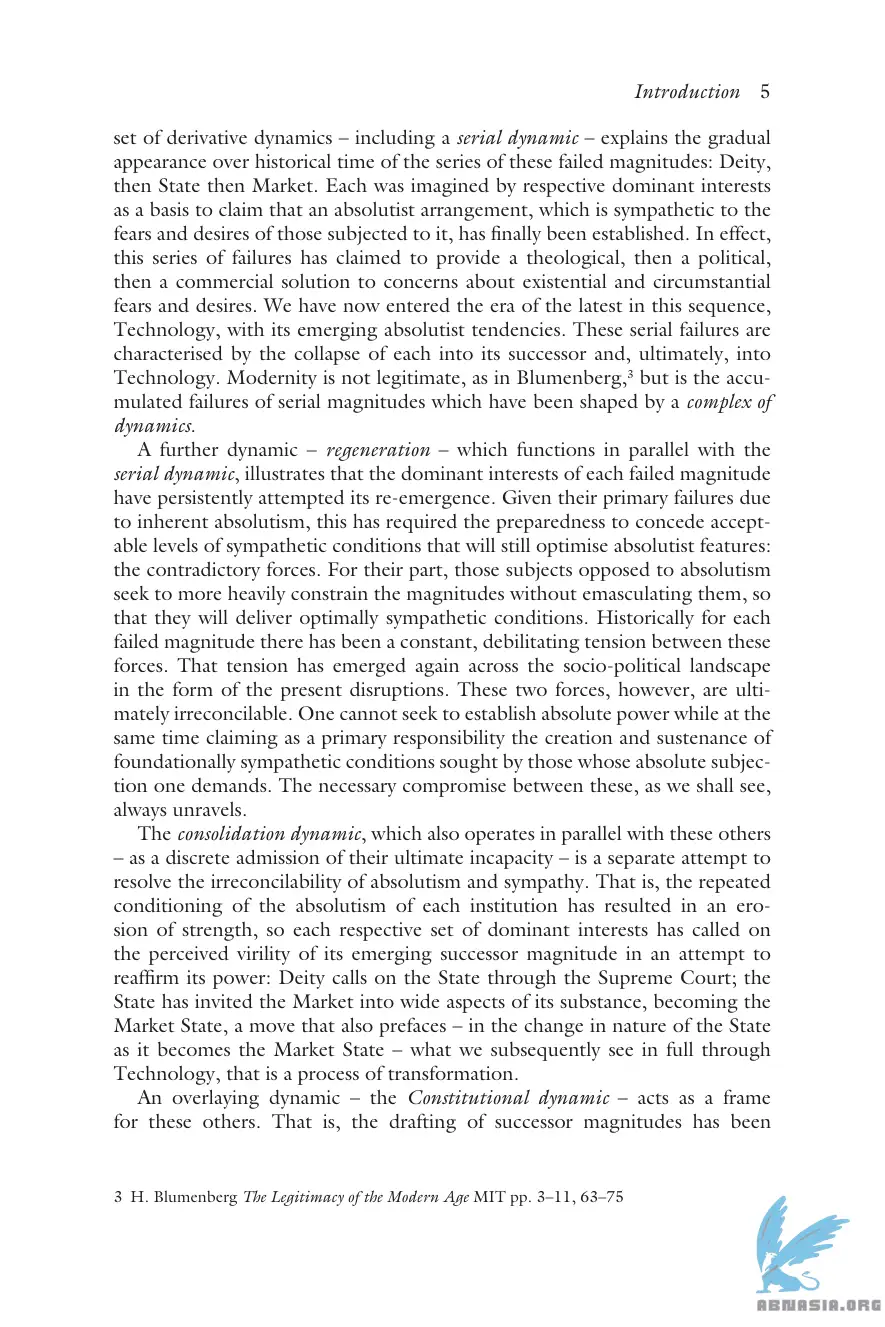 Introduction 5
set of derivative dynamics – including a serial dynamic – explains the gradual
appearance over historical time of the series of these failed magnitudes: Deity,
then State then Market. Each was imagined by respective dominant interests
as a basis to claim that an absolutist arrangement, which is sympathetic to the
fears and desires of those subjected to it, has finally been established. In effect,
this series of failures has claimed to provide a theological, then a political,
then a commercial solution to concerns about existential and circumstantial
fears and desires. We have now entered the era of the latest in this sequence,
Technology, with its emerging absolutist tendencies. These serial failures are
characterised by the collapse of each into its successor and, ultimately, into
Technology. Modernity is not legitimate, as in Blumenberg,³ but is the accu-
mulated failures of serial magnitudes which have been shaped by a complex of
dynamics.
A further dynamic – regeneration – which functions in parallel with the
serial dynamic, illustrates that the dominant interests of each failed magnitude
have persistently attempted its re-emergence. Given their primary failures due
to inherent absolutism, this has required the preparedness to concede accept-
able levels of sympathetic conditions that will still optimise absolutist features:
the contradictory forces. For their part, those subjects opposed to absolutism
seek to more heavily constrain the magnitudes without emasculating them, so
that they will deliver optimally sympathetic conditions. Historically for each
failed magnitude there has been a constant, debilitating tension between these
forces. That tension has emerged again across the socio-political landscape
in the form of the present disruptions. These two forces, however, are ulti-
mately irreconcilable. One cannot seek to establish absolute power while at the
same time claiming as a primary responsibility the creation and sustenance of
foundationally sympathetic conditions sought by those whose absolute subjec-
tion one demands. The necessary compromise between these, as we shall see,
always unravels.
The consolidation dynamic, which also operates in parallel with these others
– as a discrete admission of their ultimate incapacity – is a separate attempt to
resolve the irreconcilability of absolutism and sympathy. That is, the repeated
conditioning of the absolutism of each institution has resulted in an ero-
sion of strength, so each respective set of dominant interests has called on
the perceived virility of its emerging successor magnitude in an attempt to
reaffirm its power: Deity calls on the State through the Supreme Court; the
State has invited the Market into wide aspects of its substance, becoming the
Market State, a move that also prefaces – in the change in nature of the State
as it becomes the Market State – what we subsequently see in full through
Technology, that is a process of transformation.
An overlaying dynamic – the Constitutional dynamic – acts as a frame
for these others. That is, the drafting of successor magnitudes has been
3 H. Blumenberg The Legitimacy of the Modern Age MIT pp. 3–11, 63–75
ABNASIA.ORG